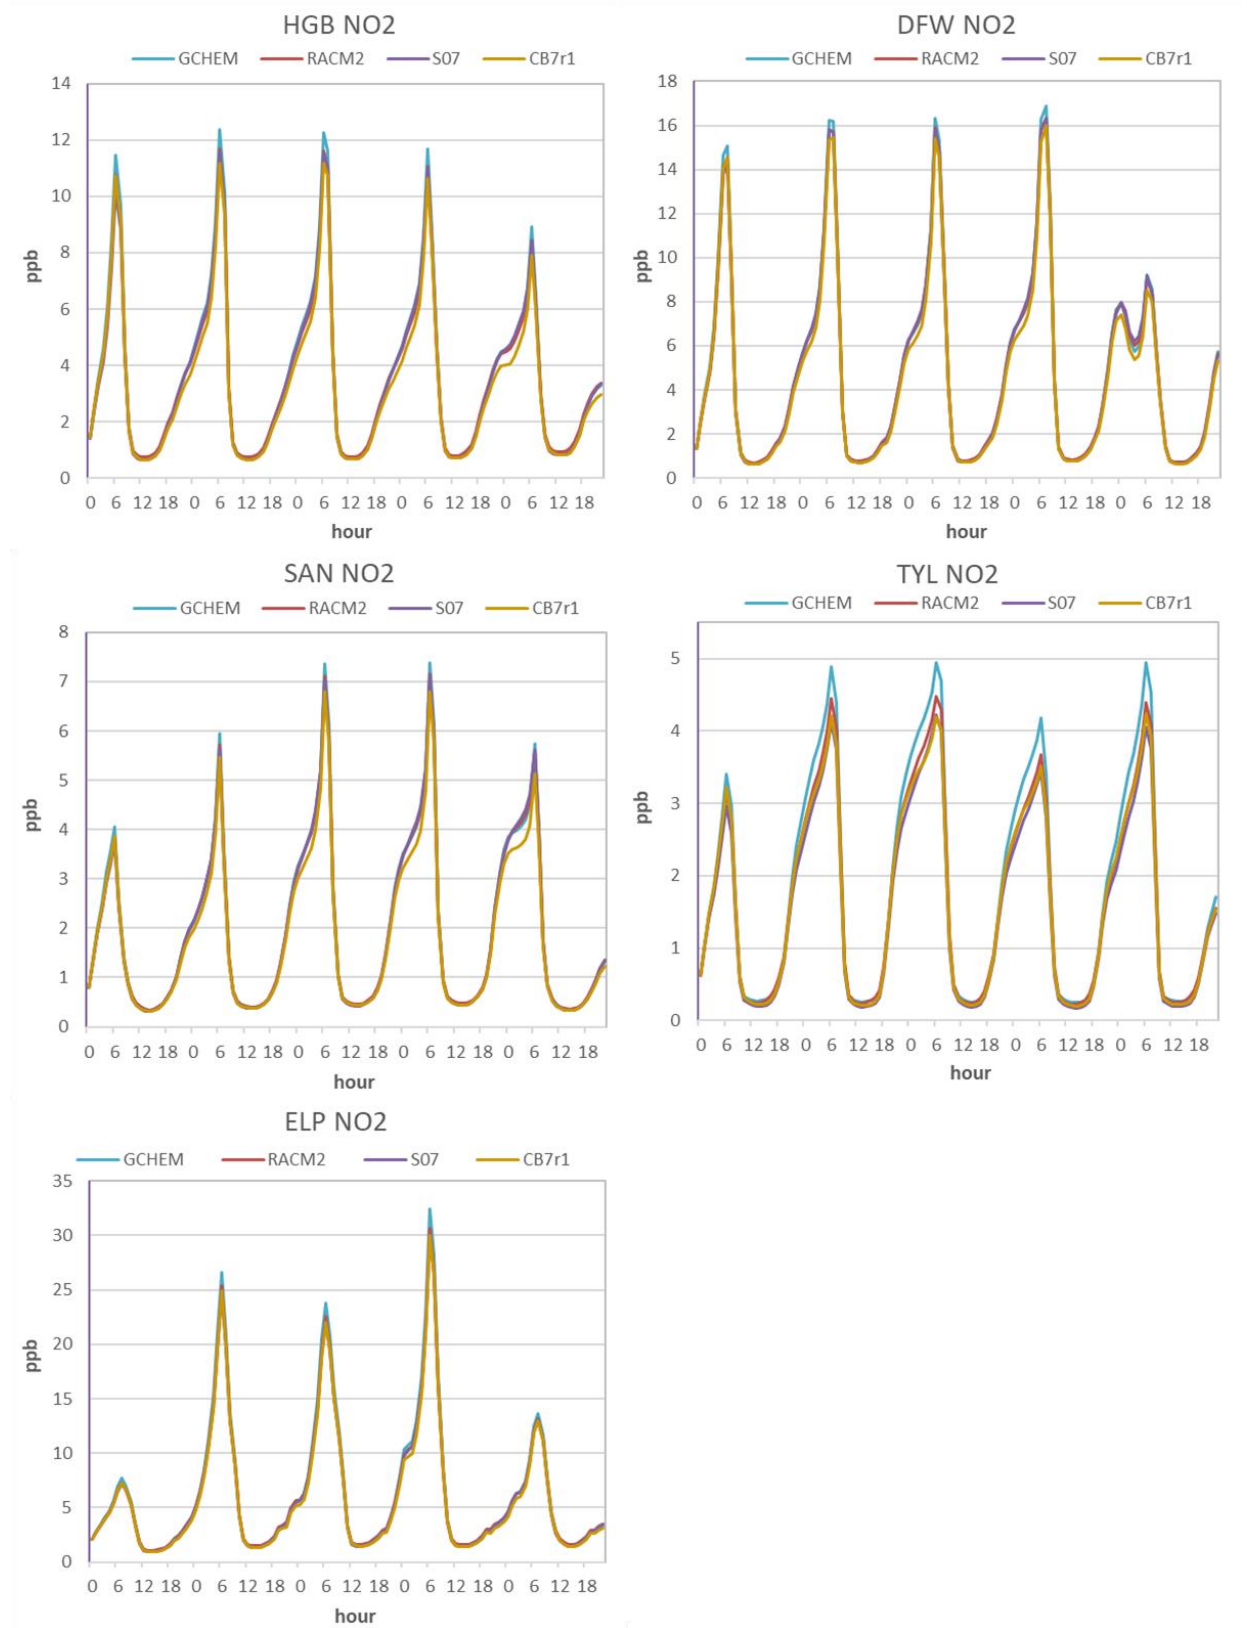 HGB NO2
GCHEM RACM2 S07 CB7r1
14
12
10
8
6
4
2
0
ppb
0 6 12 18 0 6 12 18 0 6 12 18 0 6 12 18 0 6 12 18
hour
DFW NO2
GCHEM RACM2 S07 CB7r1
18
16
14
12
10
8
6
4
2
0
ppb
0 6 12 18 0 6 12 18 0 6 12 18 0 6 12 18 0 6 12 18
hour
SAN NO2
GCHEM RACM2 S07 CB7r1
8
7
6
5
4
3
2
1
0
ppb
0 6 12 18 0 6 12 18 0 6 12 18 0 6 12 18 0 6 12 18
hour
TYL NO2
GCHEM RACM2 S07 CB7r1
5
4
3
2
1
0
ppb
0 6 12 18 0 6 12 18 0 6 12 18 0 6 12 18 0 6 12 18
hour
ELP NO2
GCHEM RACM2 S07 CB7r1
35
30
25
20
15
10
5
0
ppb
0 6 12 18 0 6 12 18 0 6 12 18 0 6 12 18 0 6 12 18
hour